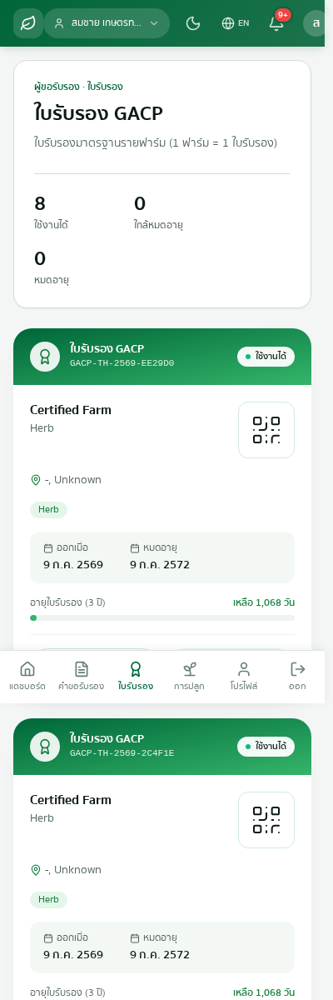 สมชาย เกษตรท...
EN
9+
ส
ผู้ขอรับรอง · ใบรับรอง
ใบรับรอง GACP
ใบรับรองมาตรฐานรายฟาร์ม (1 ฟาร์ม = 1 ใบรับรอง)
8
0
ใช้งานได้
ใกล้หมดอายุ
0
หมดอายุ
ใบรับรอง GACP
GACP-TH-2569-EE29D0
ใช้งานได้
Certified Farm
Herb
-, Unknown
Herb
ออกเมื่อ
หมดอายุ
9 ก.ค. 2569
9 ก.ค. 2572
อายุใบรับรอง (3 ปี)
เหลือ 1,068 วัน
แดชบอร์ด
คำขอรับรอง
ใบรับรอง
การปลูก
โปรไฟล์
ออก
ใบรับรอง GACP
GACP-TH-2569-2C4F1E
ใช้งานได้
Certified Farm
Herb
-, Unknown
Herb
ออกเมื่อ
หมดอายุ
9 ก.ค. 2569
9 ก.ค. 2572
อายุใบรับรอง (3 ปี)
เหลือ 1,068 วัน